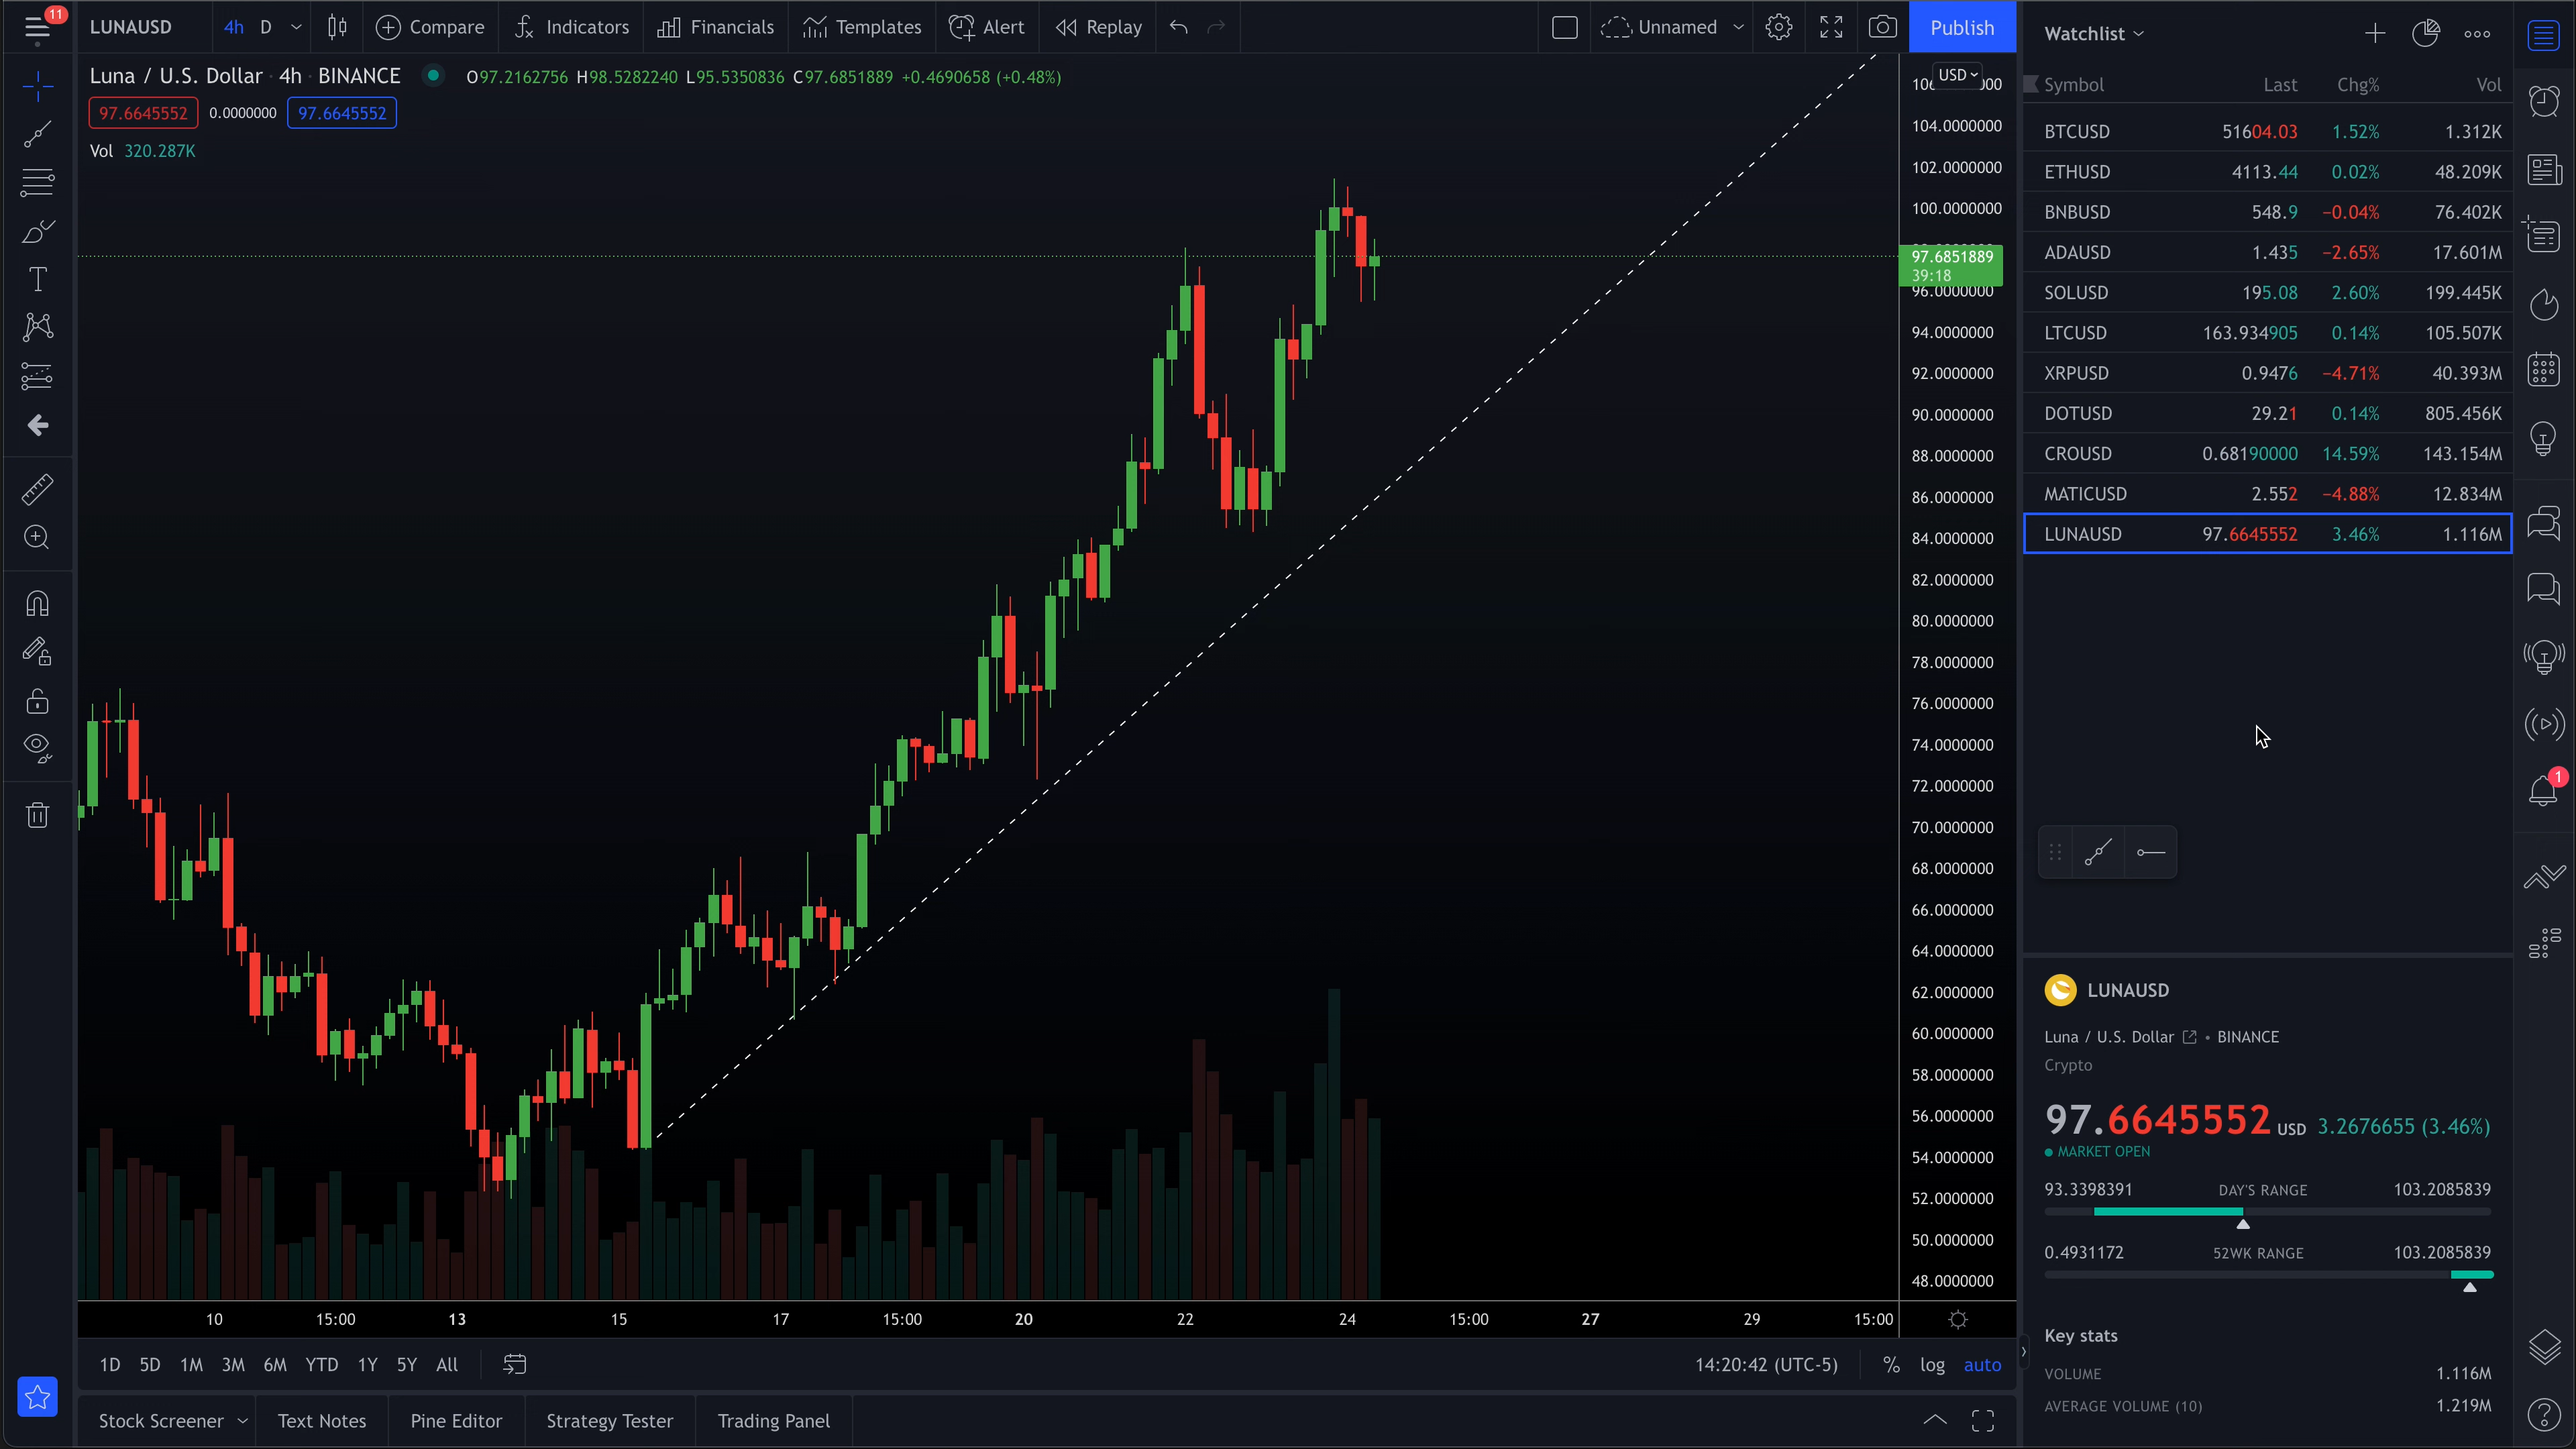 11
LUNAUSD
4h D
Compare
Indicators
Financials
Templates
Alert
Replay
Unnamed
Publish
Luna / U.S. Dollar · 4h · BINANCE
O97.2162756 H98.5282240 L95.5350836 C97.6851889 +0.4690658 (+0.48%)
97.6645552 0.0000000 97.6645552
Vol 320.287K
USD
104.0000000
102.0000000
100.0000000
97.6851889
39:18
96.0000000
94.0000000
92.0000000
90.0000000
88.0000000
86.0000000
84.0000000
82.0000000
80.0000000
78.0000000
76.0000000
74.0000000
72.0000000
70.0000000
68.0000000
66.0000000
64.0000000
62.0000000
60.0000000
58.0000000
56.0000000
54.0000000
52.0000000
50.0000000
48.0000000
10 15:00 13 15 17 15:00 20 22 24 15:00 27 29 15:00
1D 5D 1M 3M 6M YTD 1Y 5Y All
14:20:42 (UTC-5) % log auto
Stock Screener Text Notes Pine Editor Strategy Tester Trading Panel
Watchlist
Symbol Last Chg% Vol
BTCUSD 51604.03 1.52% 1.312K
ETHUSD 4113.44 0.02% 48.209K
BNBUSD 548.9 −0.04% 76.402K
ADAUSD 1.435 −2.65% 17.601M
SOLUSD 195.08 2.60% 199.445K
LTCUSD 163.934905 0.14% 105.507K
XRPUSD 0.9476 −4.71% 40.393M
DOTUSD 29.21 0.14% 805.456K
CROUSD 0.68190000 14.59% 143.154M
MATICUSD 2.552 −4.88% 12.834M
LUNAUSD 97.6645552 3.46% 1.116M
1
LUNAUSD
Luna / U.S. Dollar • BINANCE
Crypto
97.6645552 USD 3.2676655 (3.46%)
MARKET OPEN
93.3398391 DAY'S RANGE 103.2085839
0.4931172 52WK RANGE 103.2085839
Key stats
VOLUME 1.116M
AVERAGE VOLUME (10) 1.219M